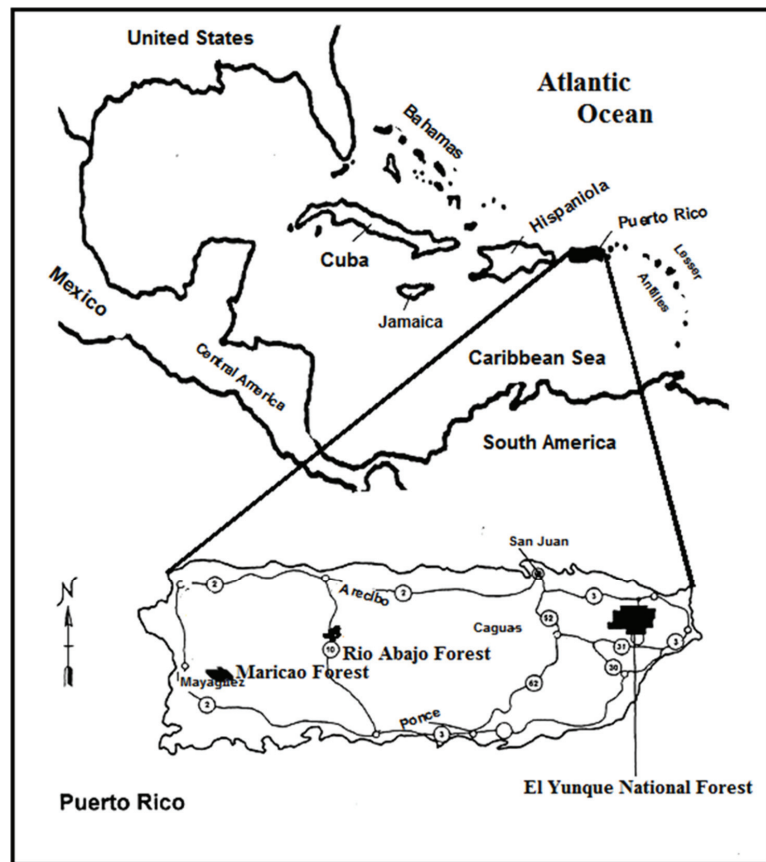 United States
Atlantic
Ocean
Bahamas
Hispaniola
Puerto Rico
Cuba
Lesser
Antilles
Mexico
Jamaica
Central America
Caribbean Sea
South America
San Juan
N
2
Arecibo
2
3
Caguas
52
10
Rio Abajo Forest
31
3
Maricao Forest
Mayagüez
30
62
2
Ponce
3
El Yunque National Forest
Puerto Rico